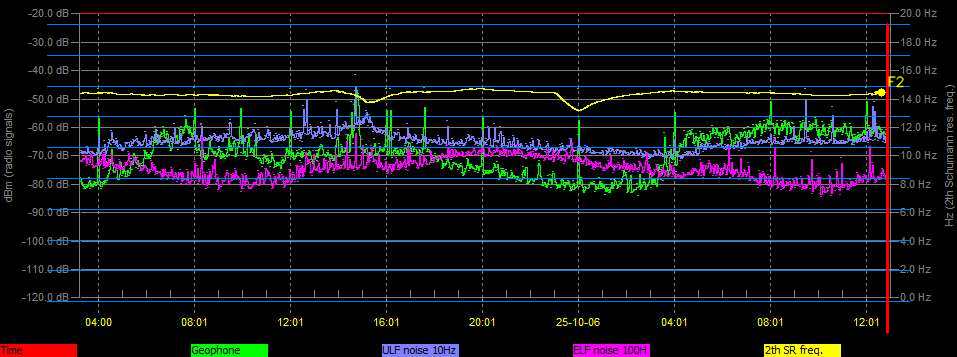 -20.0 dB 20.0 Hz
-30.0 dB 18.0 Hz
-40.0 dB 16.0 Hz
F2
-50.0 dB 14.0 Hz
-60.0 dB 12.0 Hz
-70.0 dB 10.0 Hz
-80.0 dB 8.0 Hz
-90.0 dB 6.0 Hz
-100.0 dB 4.0 Hz
-110.0 dB 2.0 Hz
-120.0 dB 0.0 Hz
dBm (radio signals)
Hz (2th Schumann res. freq.)
04:00 08:01 12:01 16:01 20:01 25-10-06 04:01 08:01 12:01
Time Geophone ULF noise 10Hz ELF noise 100H 2th SR freq.